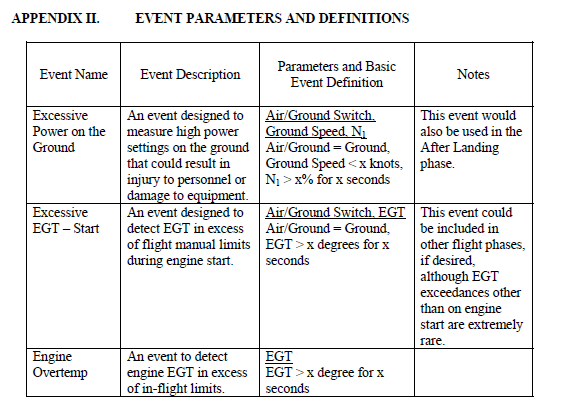 APPENDIX II. EVENT PARAMETERS AND DEFINITIONS
Event Name
Event Description
Parameters and Basic
Event Definition
Notes
Excessive
Power on the
Ground
An event designed to
measure high power
settings on the ground
that could result in
injury to personnel or
damage to equipment.
Air/Ground Switch,
Ground Speed, N1
Air/Ground = Ground,
Ground Speed < x knots,
N1 > x% for x seconds
This event would
also be used in the
After Landing
phase.
Excessive
EGT – Start
An event designed to
detect EGT in excess
of flight manual limits
during engine start.
Air/Ground Switch, EGT
Air/Ground = Ground,
EGT > x degrees for x
seconds
This event could
be included in
other flight phases,
if desired,
although EGT
exceedances other
than on engine
start are extremely
rare.
Engine
Overtemp
An event to detect
engine EGT in excess
of in-flight limits.
EGT
EGT > x degree for x
seconds